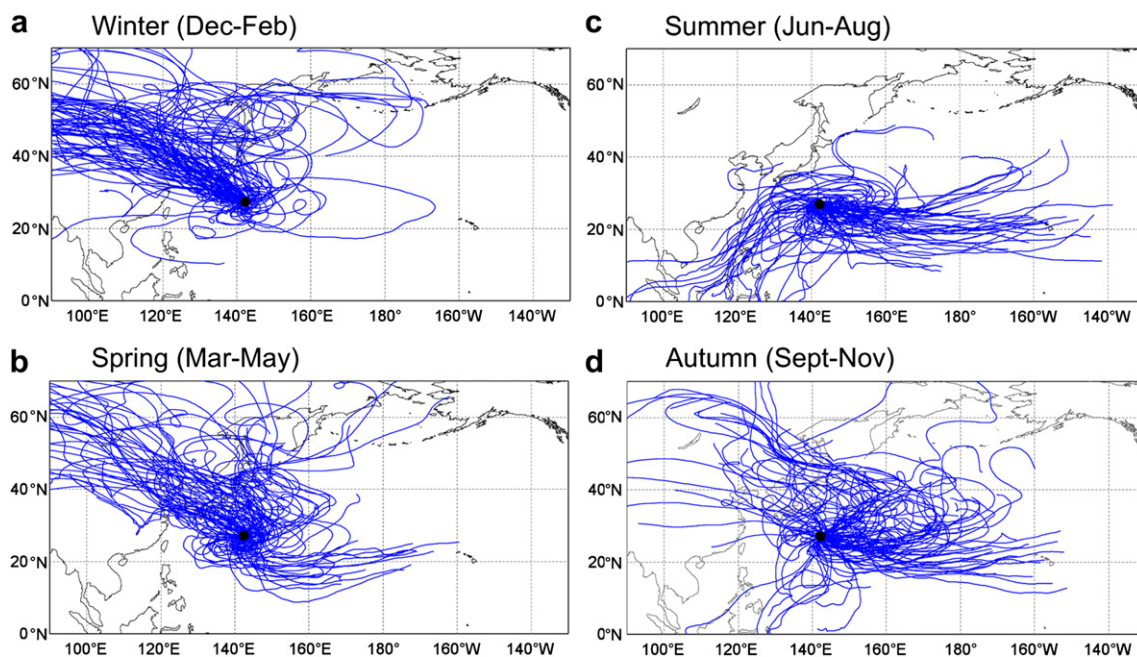 a Winter (Dec-Feb)
60°N
40°N
20°N
0°N
100°E 120°E 140°E 160°E 180° 160°W 140°W
c Summer (Jun-Aug)
60°N
40°N
20°N
0°N
100°E 120°E 140°E 160°E 180° 160°W 140°W
b Spring (Mar-May)
60°N
40°N
20°N
0°N
100°E 120°E 140°E 160°E 180° 160°W 140°W
d Autumn (Sept-Nov)
60°N
40°N
20°N
0°N
100°E 120°E 140°E 160°E 180° 160°W 140°W